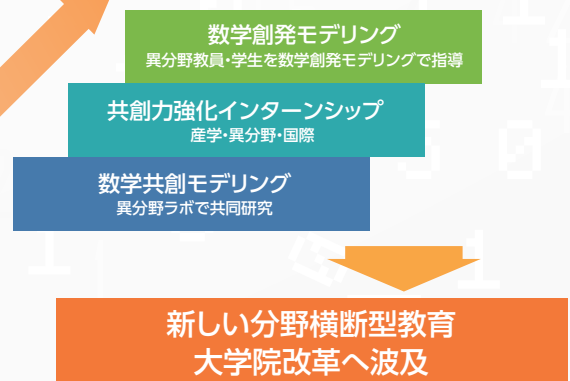 数学創発モデリング
異分野教員・学生を数学創発モデリングで指導
共創力強化インターンシップ
産学・異分野・国際
数学共創モデリング
異分野ラボで共同研究
新しい分野横断型教育
大学院改革へ波及